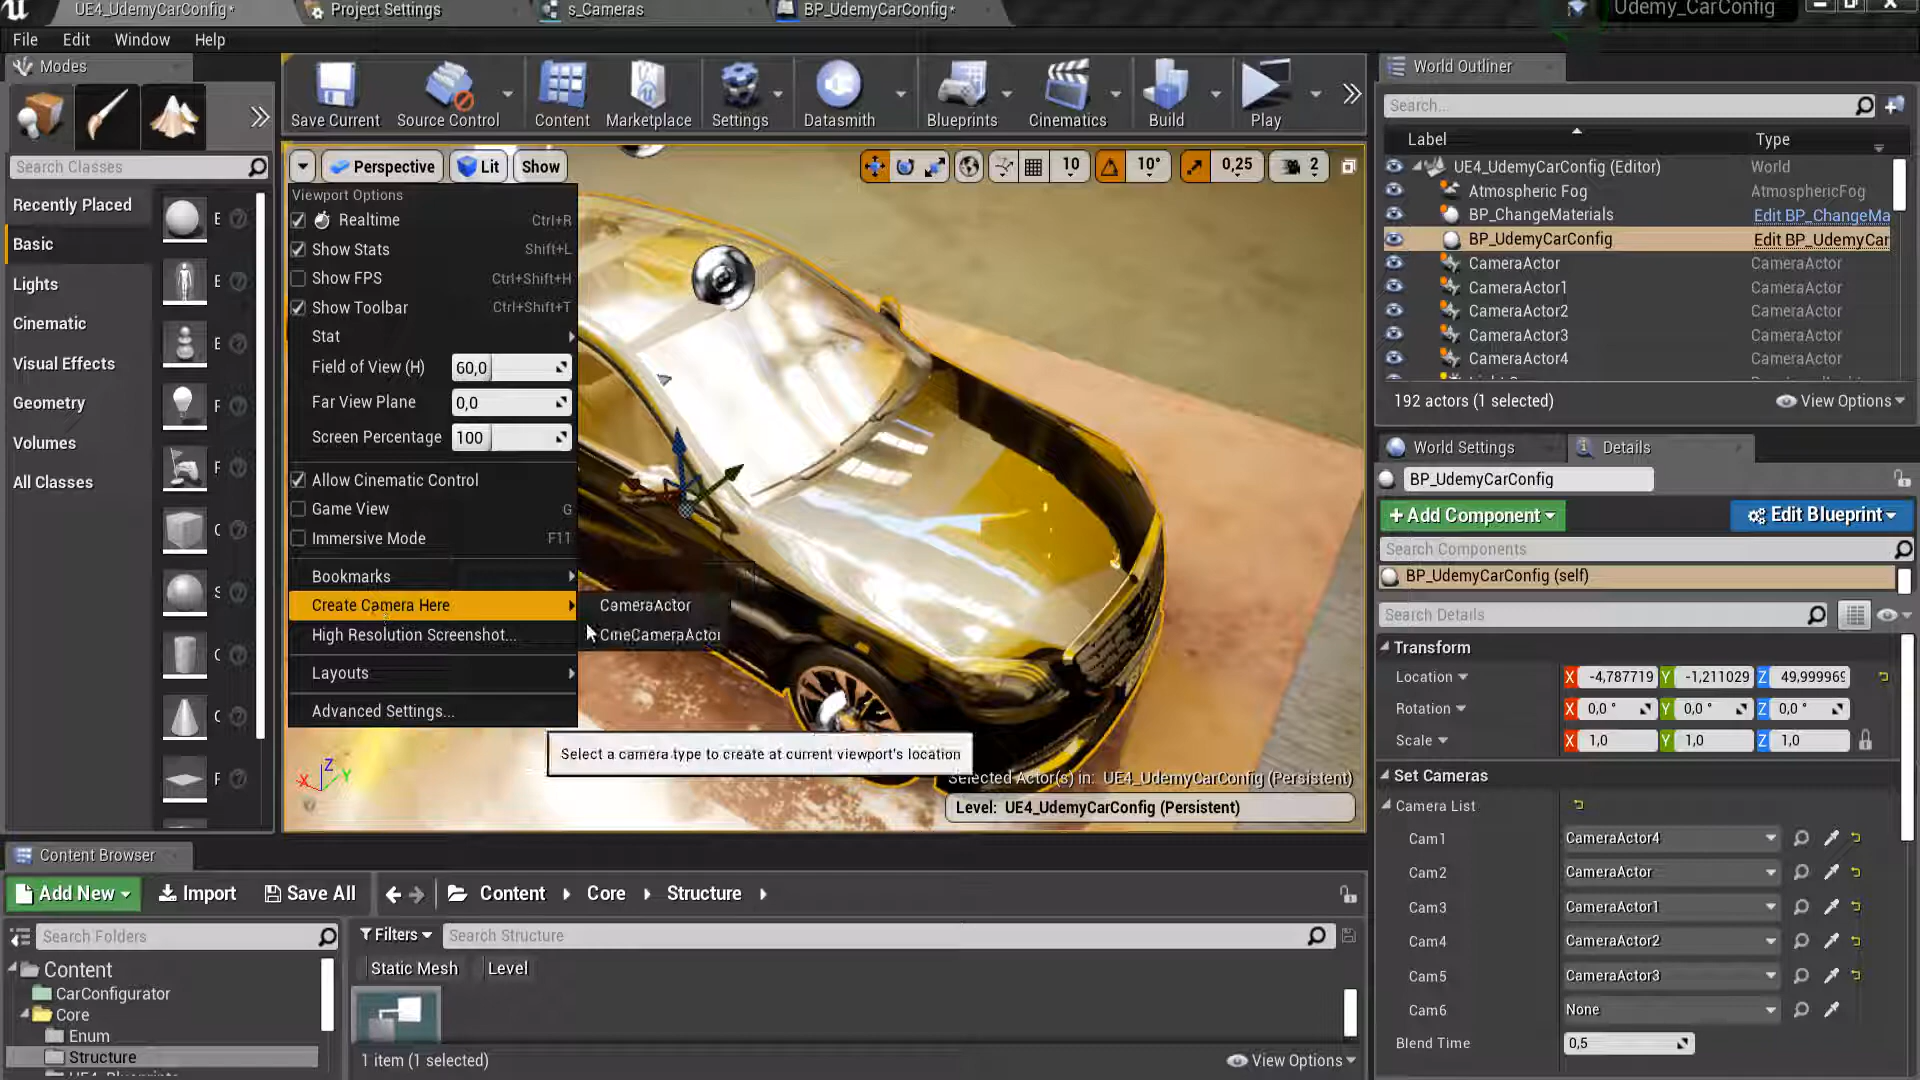 UE4_UdemyCarConfig*
Project Settings
s_Cameras
BP_UdemyCarConfig*
Udemy_CarConfig
File Edit Window Help
Modes
Search Classes
Recently Placed
Basic
Lights
Cinematic
Visual Effects
Geometry
Volumes
All Classes
Save Current
Source Control
Content
Marketplace
Settings
Datasmith
Blueprints
Cinematics
Build
Play
Perspective
Lit
Show
10
10°
0,25
2
Viewport Options
Realtime Ctrl+R
Show Stats Shift+L
Show FPS Ctrl+Shift+H
Show Toolbar Ctrl+Shift+T
Stat
Field of View (H) 60,0
Far View Plane 0,0
Screen Percentage 100
Allow Cinematic Control
Game View G
Immersive Mode F11
Bookmarks
Create Camera Here
High Resolution Screenshot...
Layouts
Advanced Settings...
CameraActor
CineCameraActor
Select a camera type to create at current viewport's location
Selected Actor(s) in: UE4_UdemyCarConfig (Persistent)
Level: UE4_UdemyCarConfig (Persistent)
X Z Y
World Outliner
Search...
Label Type
UE4_UdemyCarConfig (Editor) World
Atmospheric Fog AtmosphericFog
BP_ChangeMaterials Edit BP_ChangeMa
BP_UdemyCarConfig Edit BP_UdemyCar
CameraActor CameraActor
CameraActor1 CameraActor
CameraActor2 CameraActor
CameraActor3 CameraActor
CameraActor4 CameraActor
192 actors (1 selected)
View Options
World Settings
Details
BP_UdemyCarConfig
+ Add Component
Edit Blueprint
Search Components
BP_UdemyCarConfig (self)
Search Details
Transform
Location X -4,787719 Y -1,211029 Z 49,999969
Rotation X 0,0 ° Y 0,0 ° Z 0,0 °
Scale X 1,0 Y 1,0 Z 1,0
Set Cameras
Camera List
Cam1 CameraActor4
Cam2 CameraActor
Cam3 CameraActor1
Cam4 CameraActor2
Cam5 CameraActor3
Cam6 None
Blend Time 0,5
Content Browser
Add New
Import
Save All
Content
Core
Structure
Search Folders
Filters
Search Structure
Static Mesh
Level
Content
CarConfigurator
Core
Enum
Structure
1 item (1 selected)
View Options